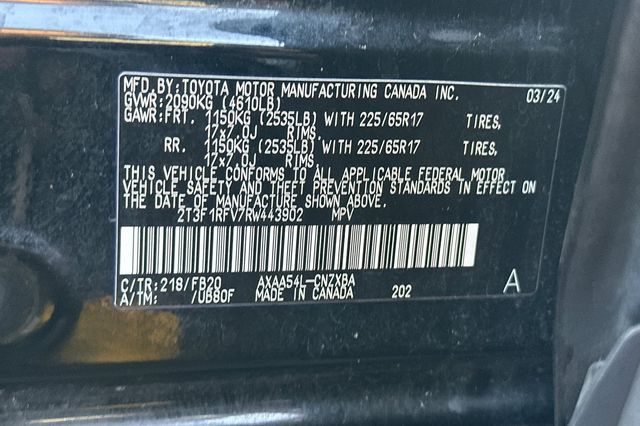 MFD.BY:TOYOTA MOTOR MANUFACTURING CANADA INC. 03/24
GVWR:2090KG (4610LB)
GAWR:FRT. 1150KG (2535LB) WITH 225/65R17 TIRES,
17x7.0J RIMS.
RR. 1150KG (2535LB) WITH 225/65R17 TIRES,
17x7.0J RIMS.
THIS VEHICLE CONFORMS TO ALL APPLICABLE FEDERAL MOTOR
VEHICLE SAFETY AND THEFT PREVENTION STANDARDS IN EFFECT ON
THE DATE OF MANUFACTURE SHOWN ABOVE.
2T3F1RFV7RW443902 MPV
C/TR:218/FB20 AXAA54L-CNZXBA A
A/TM: /UB80F MADE IN CANADA 202